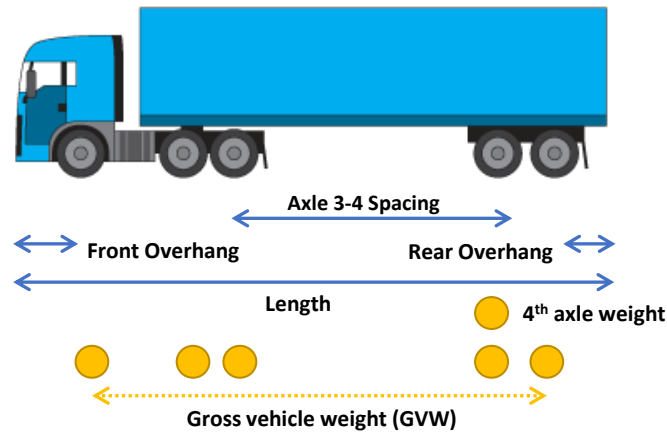 Axle 3-4 Spacing
Front Overhang
Rear Overhang
Length
4th axle weight
Gross vehicle weight (GVW)